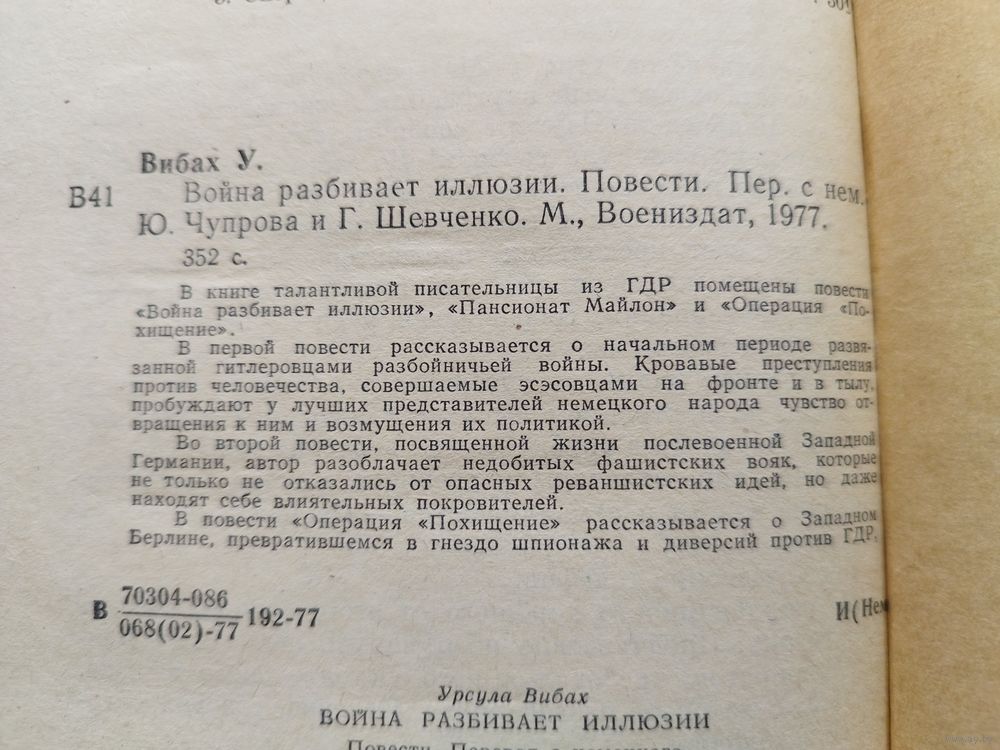 Вибах У.
В41 Война разбивает иллюзии. Повести. Пер. с нем.
Ю. Чупрова и Г. Шевченко. М., Воениздат, 1977.
352 с.
В книге талантливой писательницы из ГДР помещены повести
«Война разбивает иллюзии», «Пансионат Майлон» и «Операция «По-
хищение».
В первой повести рассказывается о начальном периоде развя-
занной гитлеровцами разбойничьей войны. Кровавые преступления
против человечества, совершаемые эсэсовцами на фронте и в тылу,
пробуждают у лучших представителей немецкого народа чувство от-
вращения к ним и возмущения их политикой.
Во второй повести, посвященной жизни послевоенной Западной
Германии, автор разоблачает недобитых фашистских вояк, которые
не только не отказались от опасных реваншистских идей, но даже
находят себе влиятельных покровителей.
В повести «Операция «Похищение» рассказывается о Западном
Берлине, превратившемся в гнездо шпионажа и диверсий против ГДР.
В 70304-086
068(02)-77 192-77
И(Нем
Урсула Вибах
ВОЙНА РАЗБИВАЕТ ИЛЛЮЗИИ
Повести. Перевод с немецкого